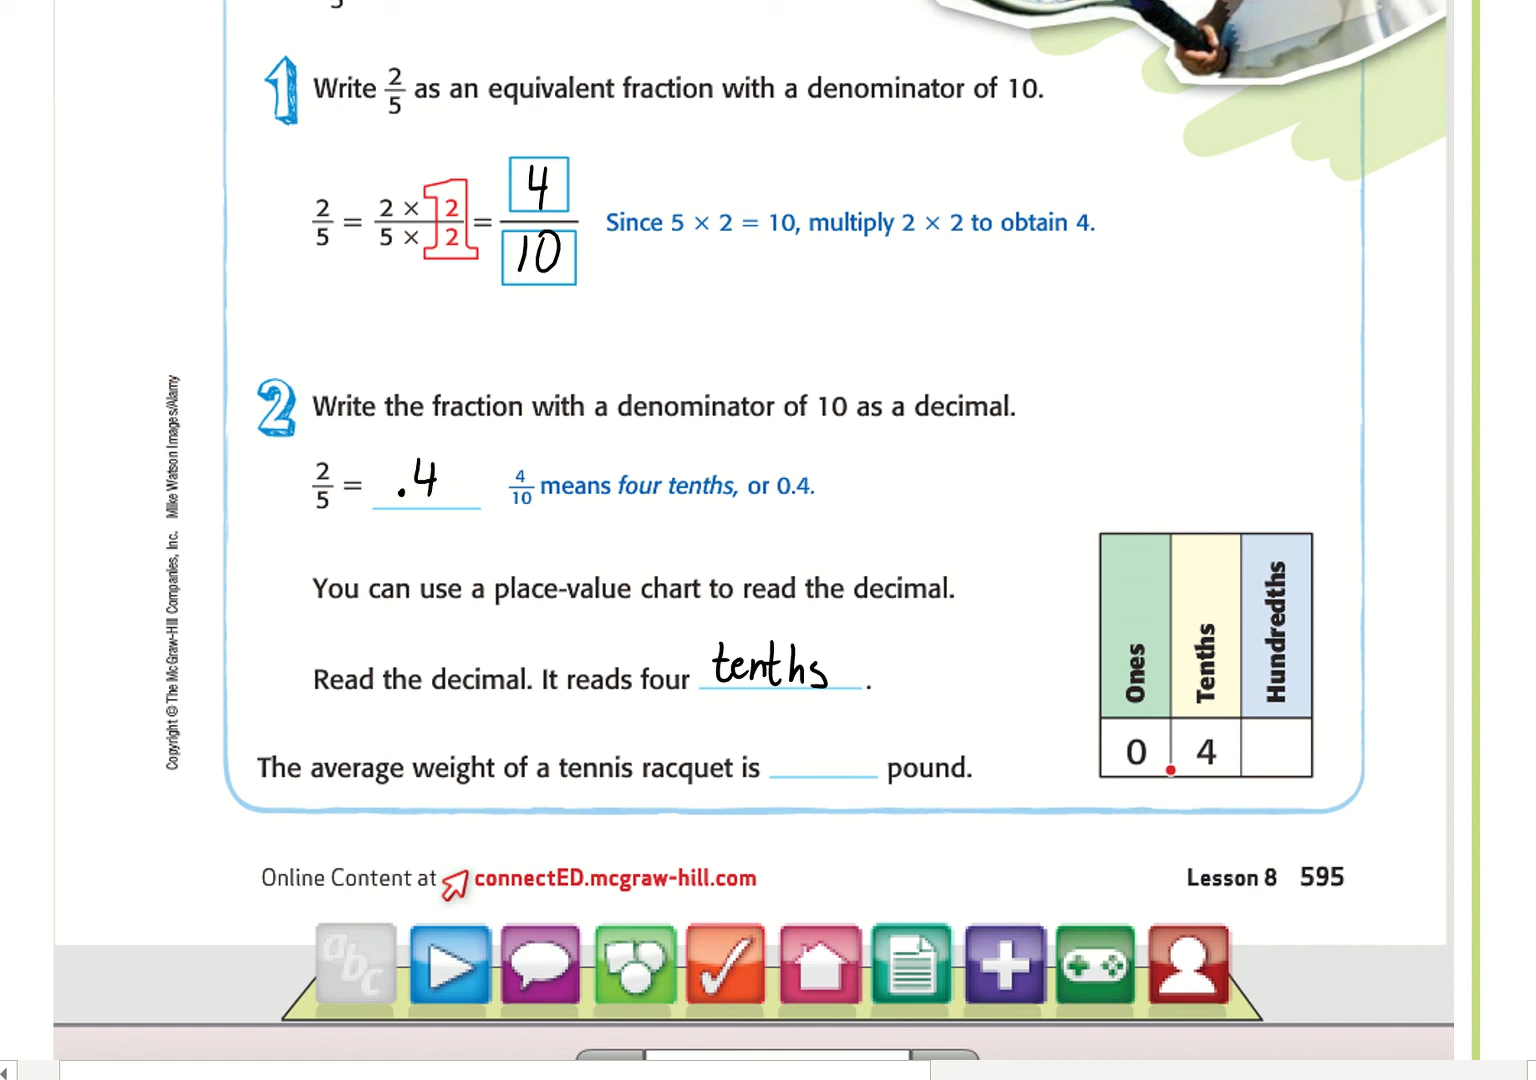 5
1 Write 2/5 as an equivalent fraction with a denominator of 10.
2/5 = 2 × 2 / 5 × 2 = 4/10 Since 5 × 2 = 10, multiply 2 × 2 to obtain 4.
2 Write the fraction with a denominator of 10 as a decimal.
2/5 = .4 4/10 means four tenths, or 0.4.
You can use a place-value chart to read the decimal.
Read the decimal. It reads four tenths.
The average weight of a tennis racquet is ______ pound.
Ones Tenths Hundredths
0 . 4
Copyright © The McGraw-Hill Companies, Inc. Mike Watson Images/Alamy
Online Content at connectED.mcgraw-hill.com
Lesson 8 595
abc